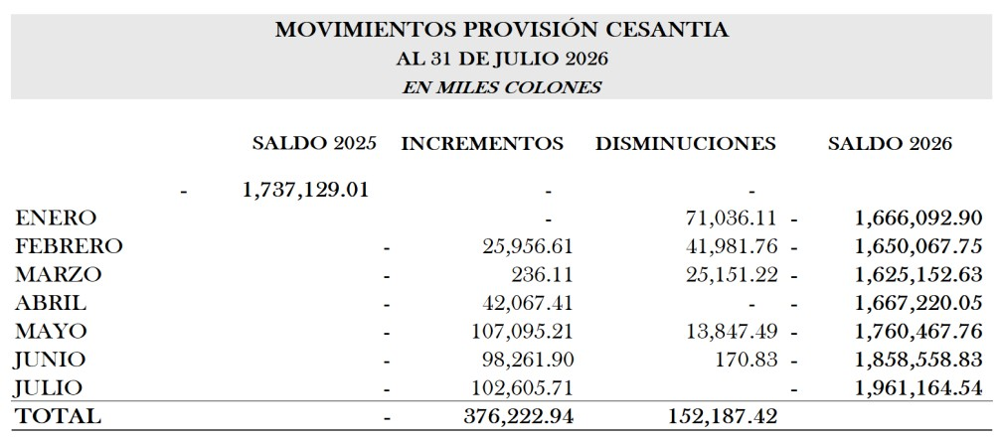 MOVIMIENTOS PROVISIÓN CESANTIA
AL 31 DE JULIO 2026
EN MILES COLONES
SALDO 2025 INCREMENTOS DISMINUCIONES SALDO 2026
- 1,737,129.01 - -
ENERO - 71,036.11 - 1,666,092.90
FEBRERO - 25,956.61 41,981.76 - 1,650,067.75
MARZO - 236.11 25,151.22 - 1,625,152.63
ABRIL - 42,067.41 - - 1,667,220.05
MAYO - 107,095.21 13,847.49 - 1,760,467.76
JUNIO - 98,261.90 170.83 - 1,858,558.83
JULIO - 102,605.71 - 1,961,164.54
TOTAL - 376,222.94 152,187.42